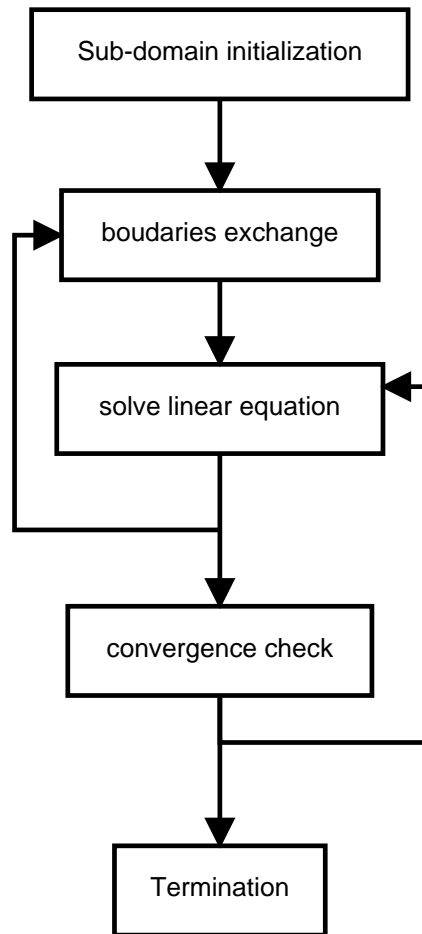 Sub-domain initialization
boudaries exchange
solve linear equation
convergence check
Termination